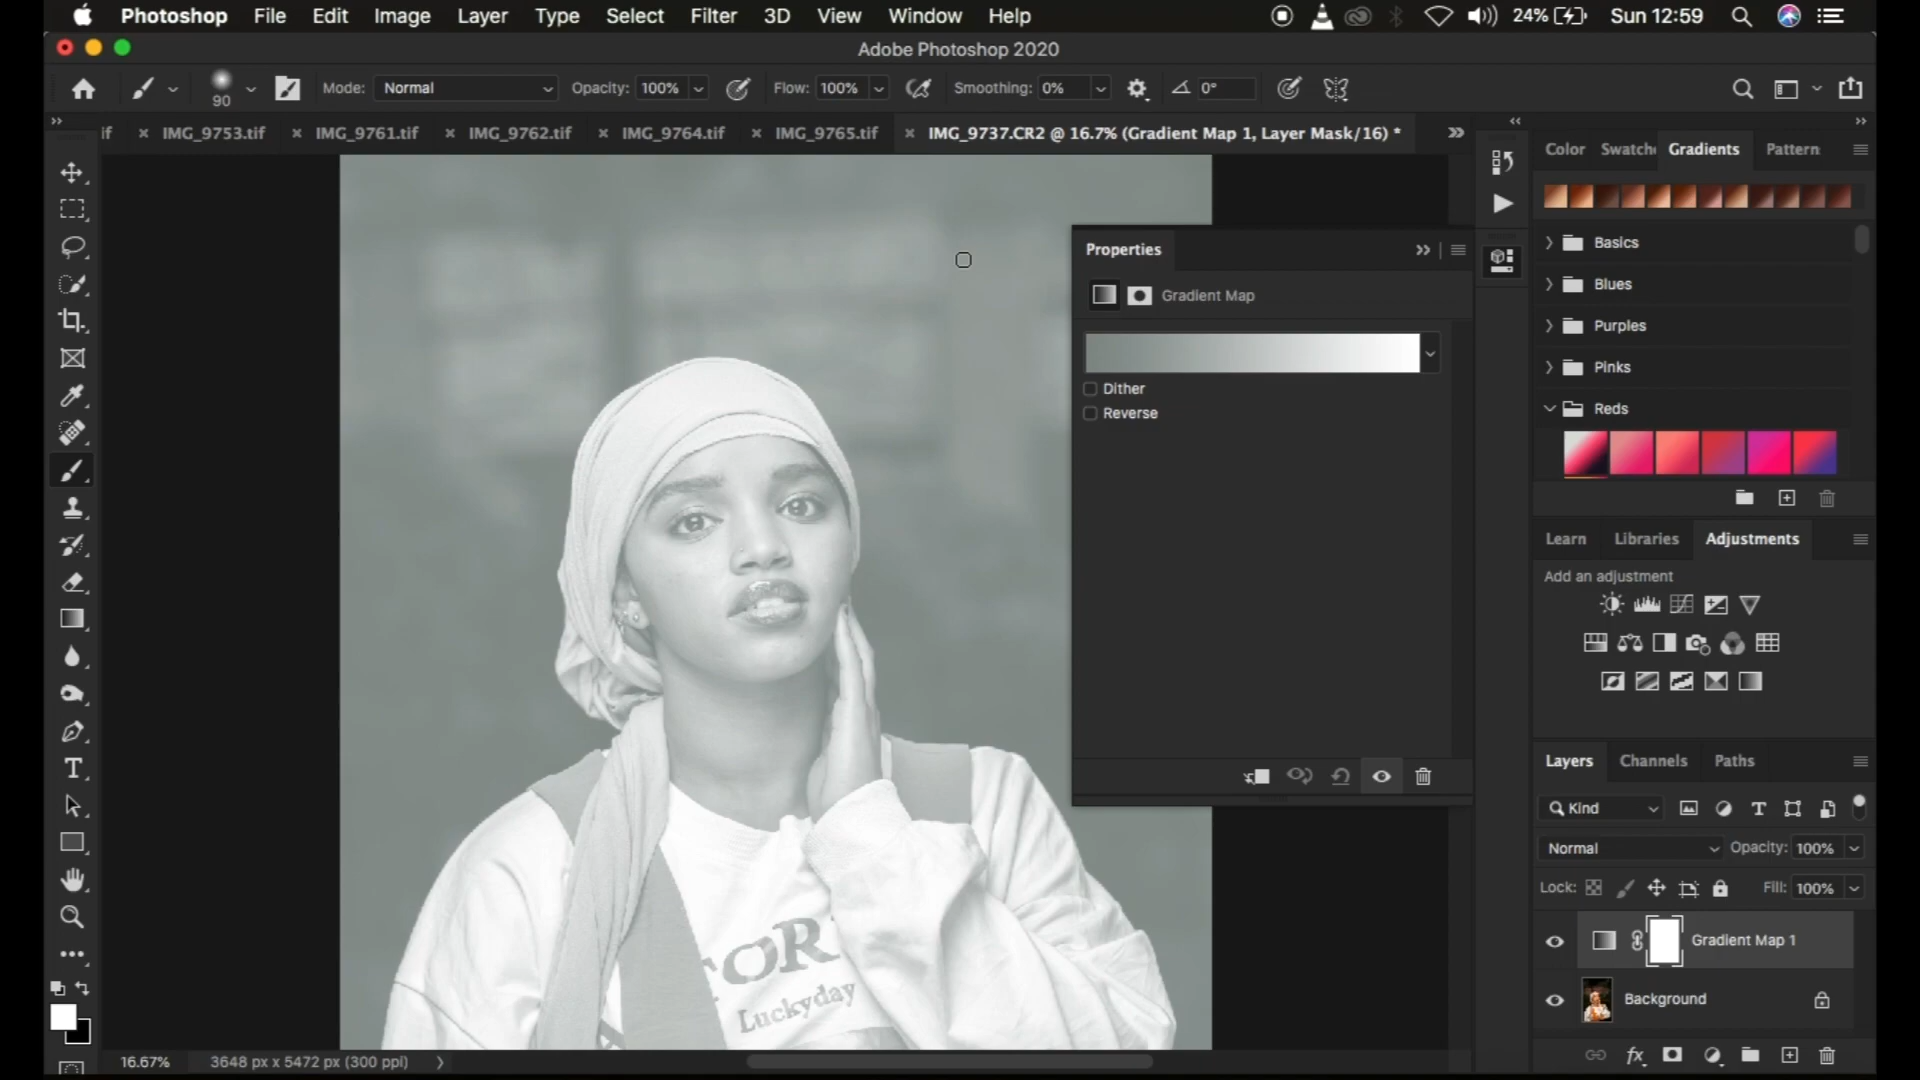 Photoshop File Edit Image Layer Type Select Filter 3D View Window Help 24% Sun 12:59
Adobe Photoshop 2020
90 Mode: Normal Opacity: 100% Flow: 100% Smoothing: 0% 0°
if × IMG_9753.tif × IMG_9761.tif × IMG_9762.tif × IMG_9764.tif × IMG_9765.tif × IMG_9737.CR2 @ 16.7% (Gradient Map 1, Layer Mask/16) *
Color Swatche Gradients Pattern
Basics
Blues
Purples
Pinks
Reds
Properties
Gradient Map
Dither
Reverse
Learn Libraries Adjustments
Add an adjustment
Layers Channels Paths
Kind
Normal Opacity: 100%
Lock: Fill: 100%
Gradient Map 1
Background
TOR
Luckyday
16.67% 3648 px x 5472 px (300 ppi)